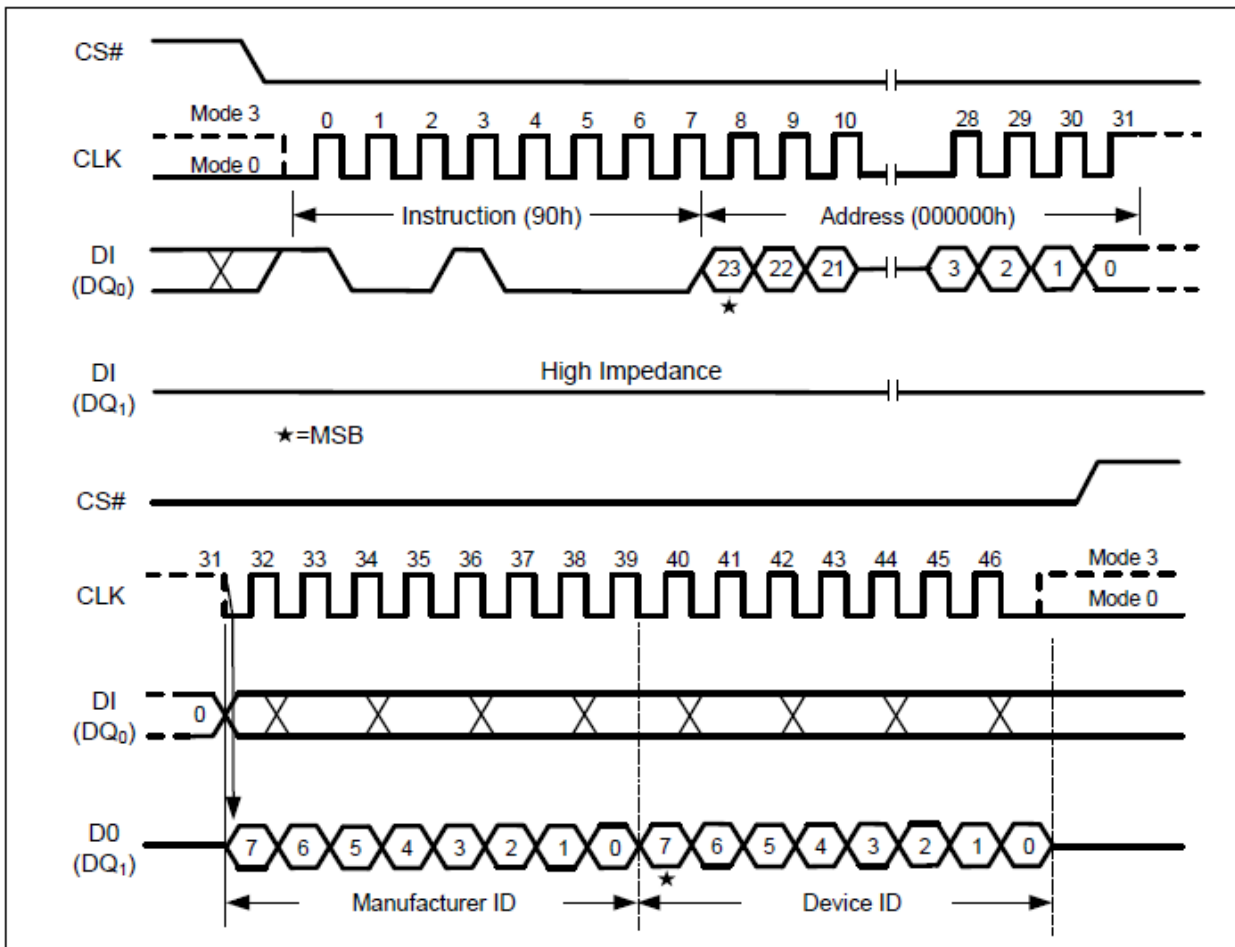 CS#
Mode 3
0 1 2 3 4 5 6 7 8 9 10 28 29 30 31
CLK
Mode 0
Instruction (90h) Address (000000h)
DI
(DQ0)
23 22 21 3 2 1 0
★
DI
(DQ1)
High Impedance
★=MSB
CS#
31 32 33 34 35 36 37 38 39 40 41 42 43 44 45 46
Mode 3
CLK
Mode 0
DI
(DQ0)
0
D0
(DQ1)
7 6 5 4 3 2 1 0 7 6 5 4 3 2 1 0
★
Manufacturer ID Device ID